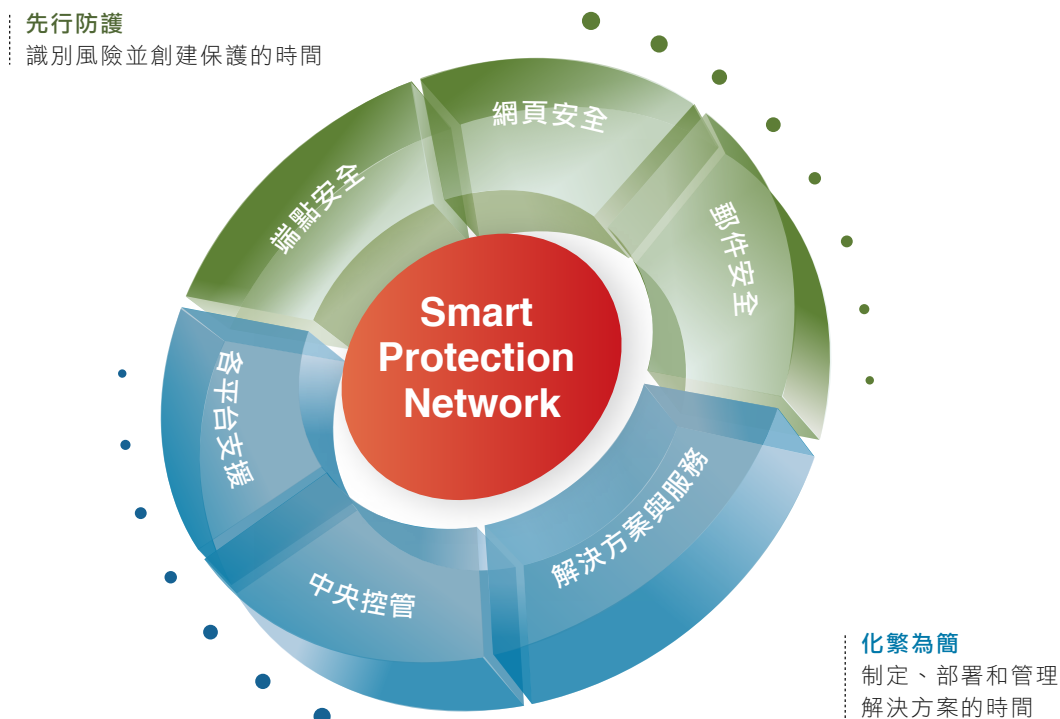 先行防護
識別風險並創建保護的時間
網頁安全
端點安全
郵件安全
Smart
Protection
Network
各平台支援
解決方案與服務
中央控管
化繁為簡
制定、部署和管理
解決方案的時間